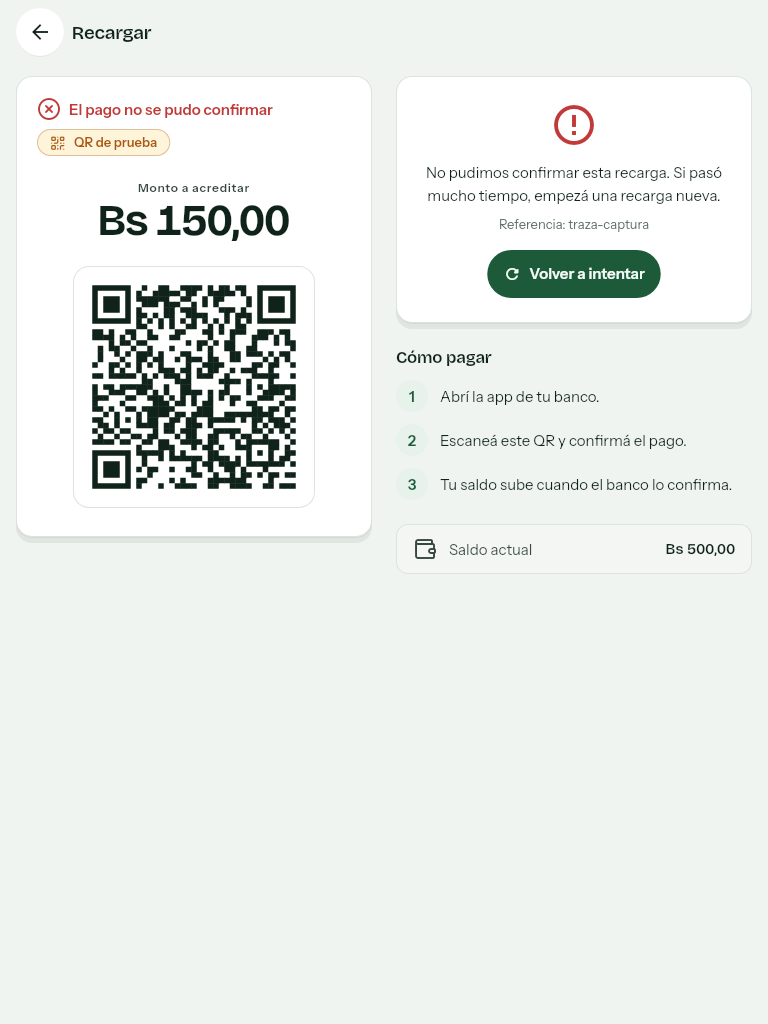 Recargar
El pago no se pudo confirmar
QR de prueba
Monto a acreditar
Bs 150,00
No pudimos confirmar esta recarga. Si pasó
mucho tiempo, empezá una recarga nueva.
Referencia: traza-captura
Volver a intentar
Cómo pagar
1 Abrí la app de tu banco.
2 Escaneá este QR y confirmá el pago.
3 Tu saldo sube cuando el banco lo confirma.
Saldo actual Bs 500,00